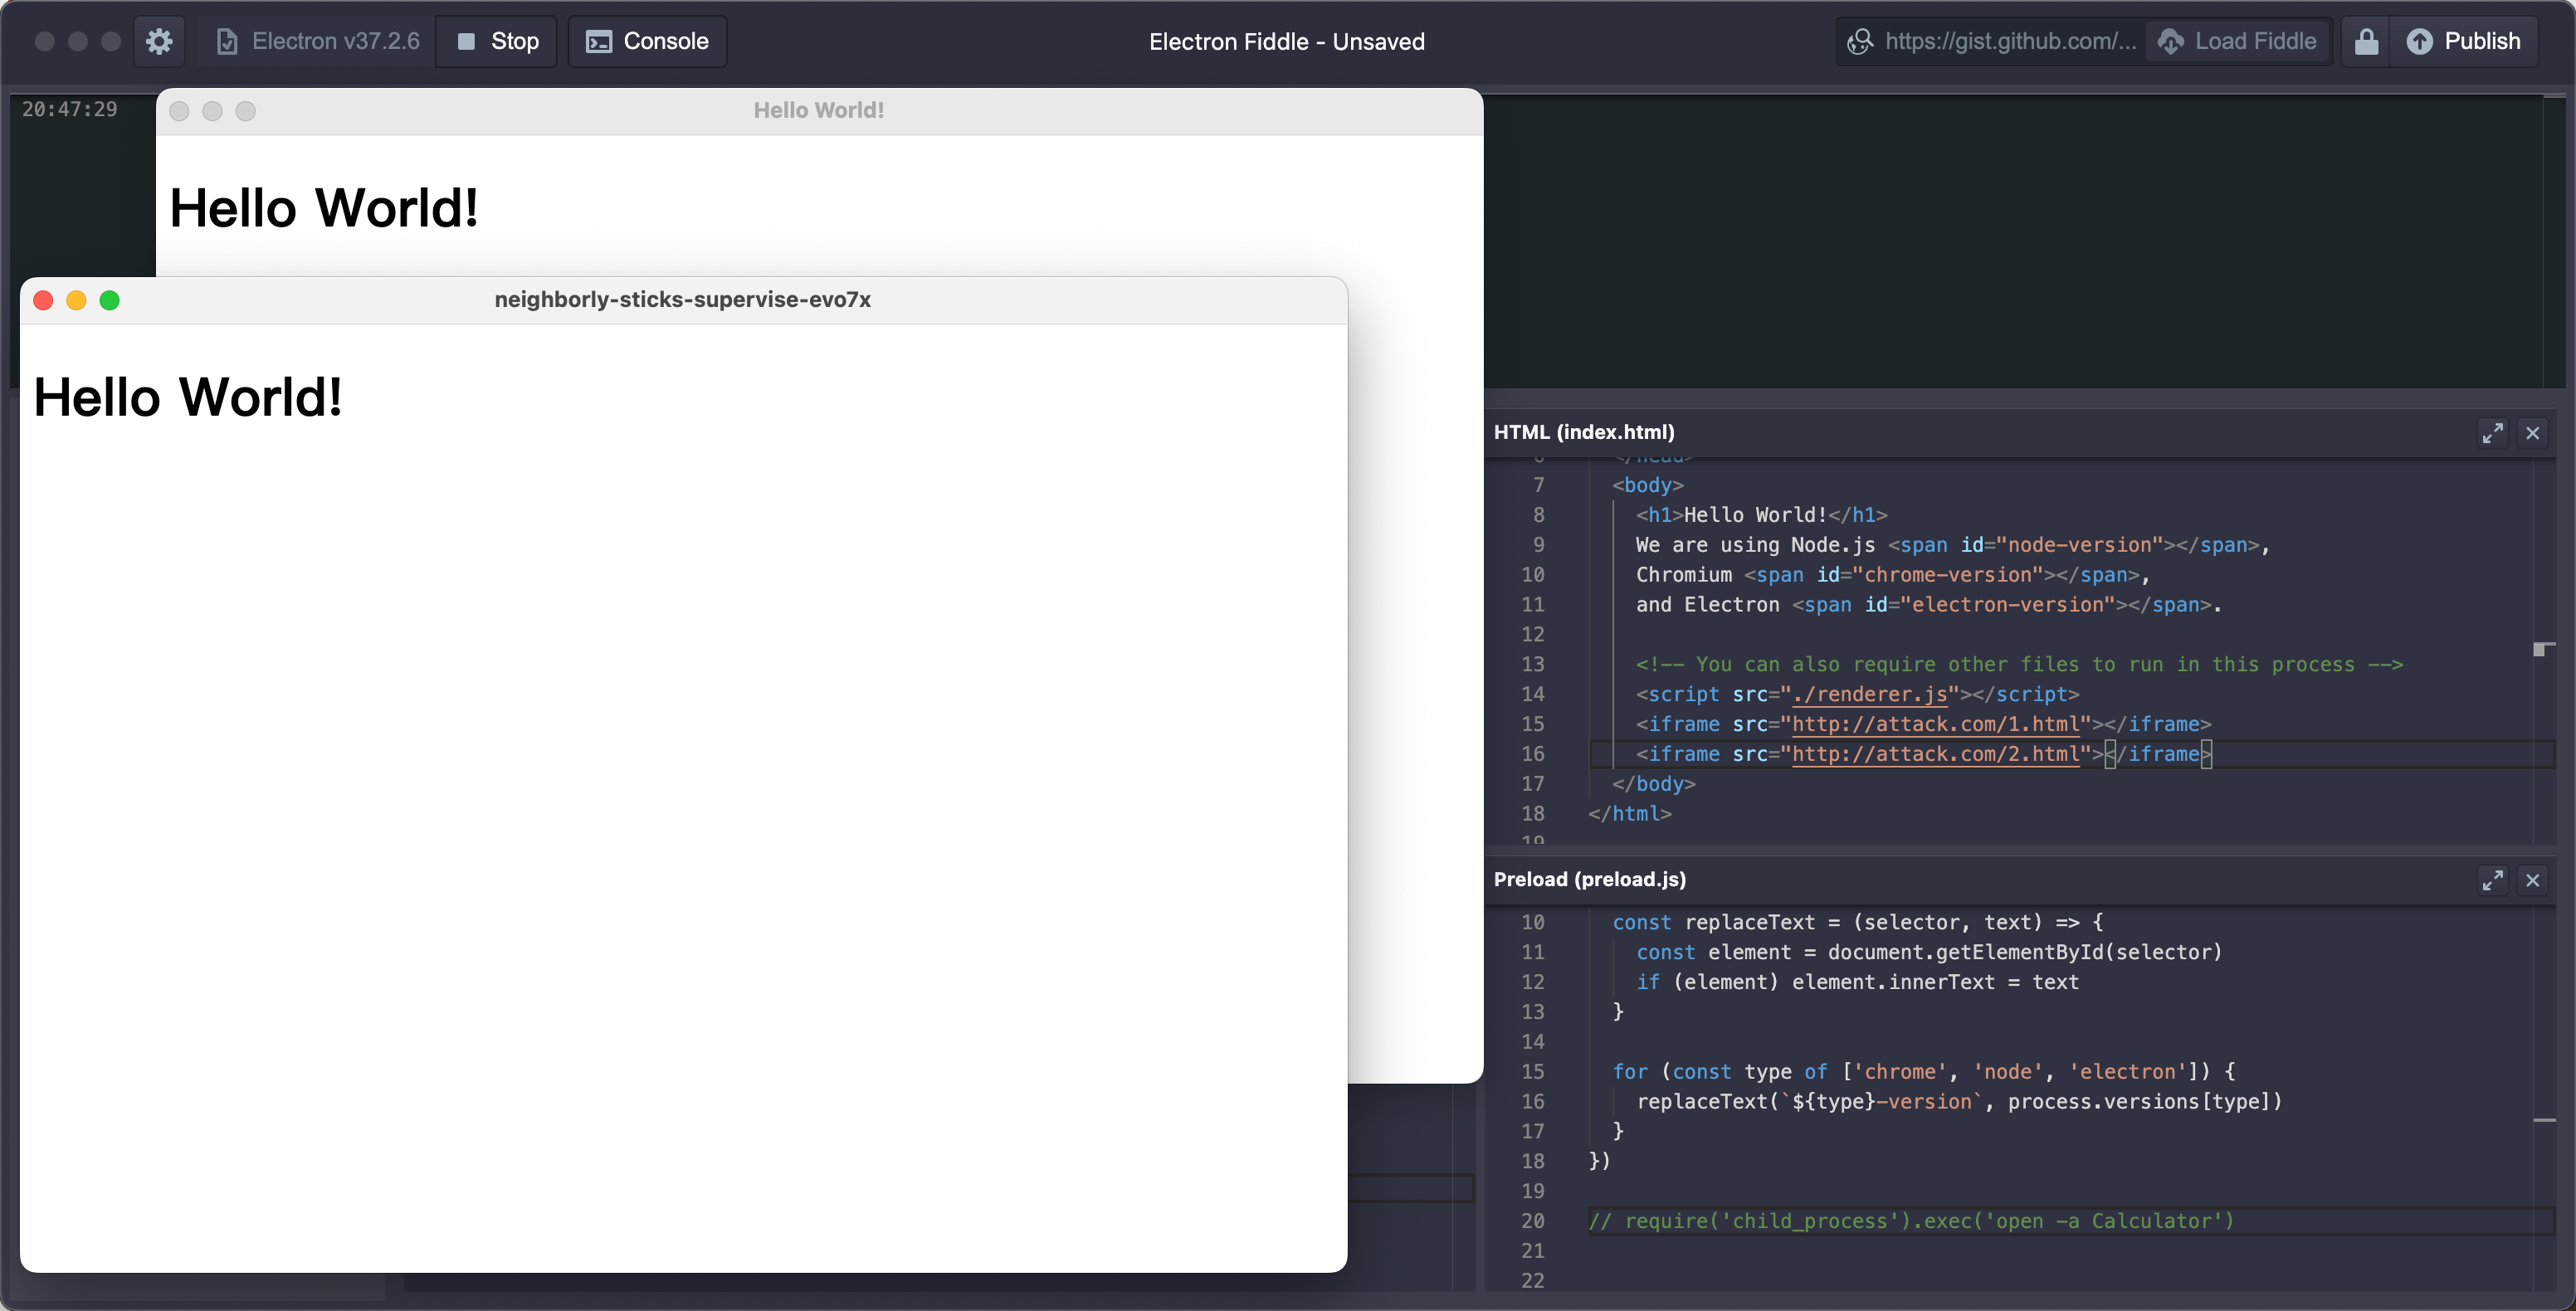 Electron v37.2.6
Stop
Console
Electron Fiddle - Unsaved
https://gist.github.com/...
Load Fiddle
Publish
20:47:29
Hello World!
Hello World!
neighborly-sticks-supervise-evo7x
Hello World!
HTML (index.html)
7 <body>
8 <h1>Hello World!</h1>
9 We are using Node.js <span id="node-version"></span>,
10 Chromium <span id="chrome-version"></span>,
11 and Electron <span id="electron-version"></span>.
12
13 <!-- You can also require other files to run in this process -->
14 <script src="./renderer.js"></script>
15 <iframe src="http://attack.com/1.html"></iframe>
16 <iframe src="http://attack.com/2.html"></iframe>
17 </body>
18 </html>
19
Preload (preload.js)
10 const replaceText = (selector, text) => {
11 const element = document.getElementById(selector)
12 if (element) element.innerText = text
13 }
14
15 for (const type of ['chrome', 'node', 'electron']) {
16 replaceText(`${type}-version`, process.versions[type])
17 }
18 })
19
20 // require('child_process').exec('open -a Calculator')
21
22